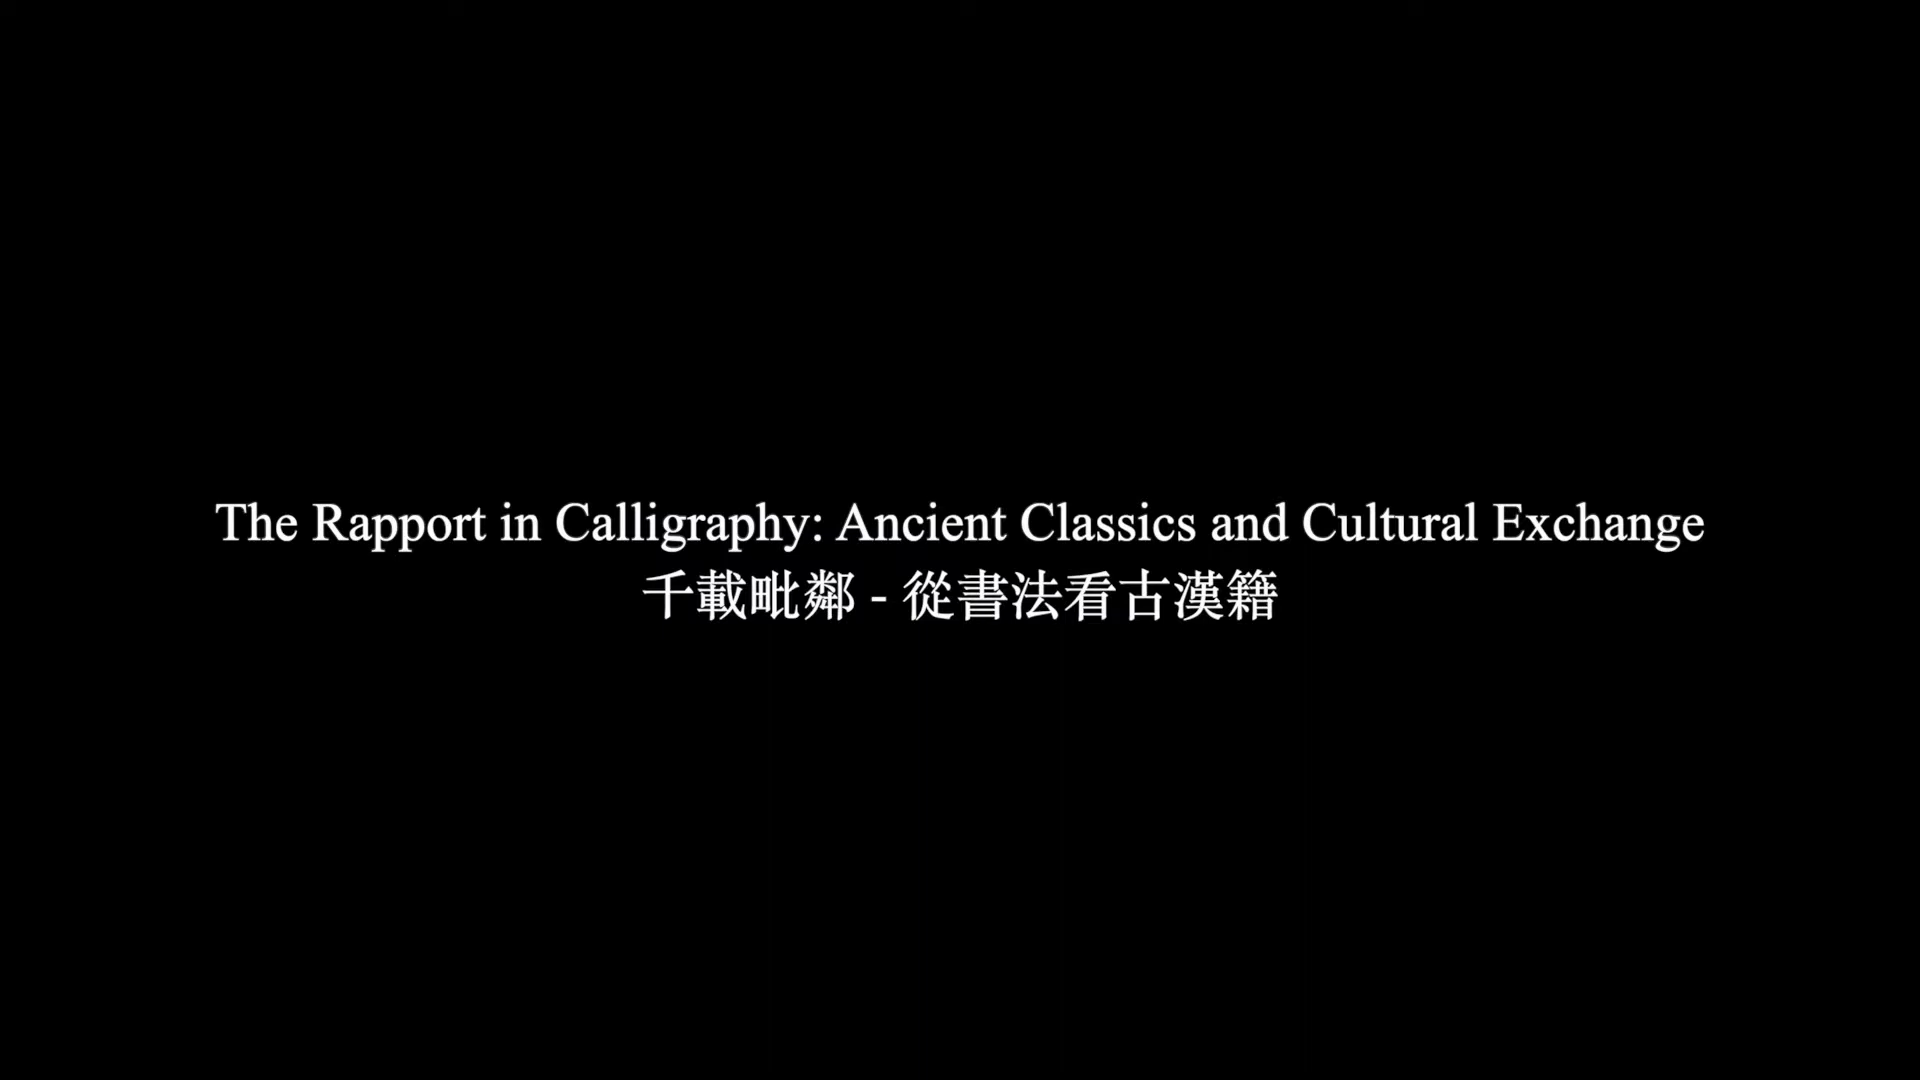 The Rapport in Calligraphy: Ancient Classics and Cultural Exchange
千載毗鄰 - 從書法看古漢籍